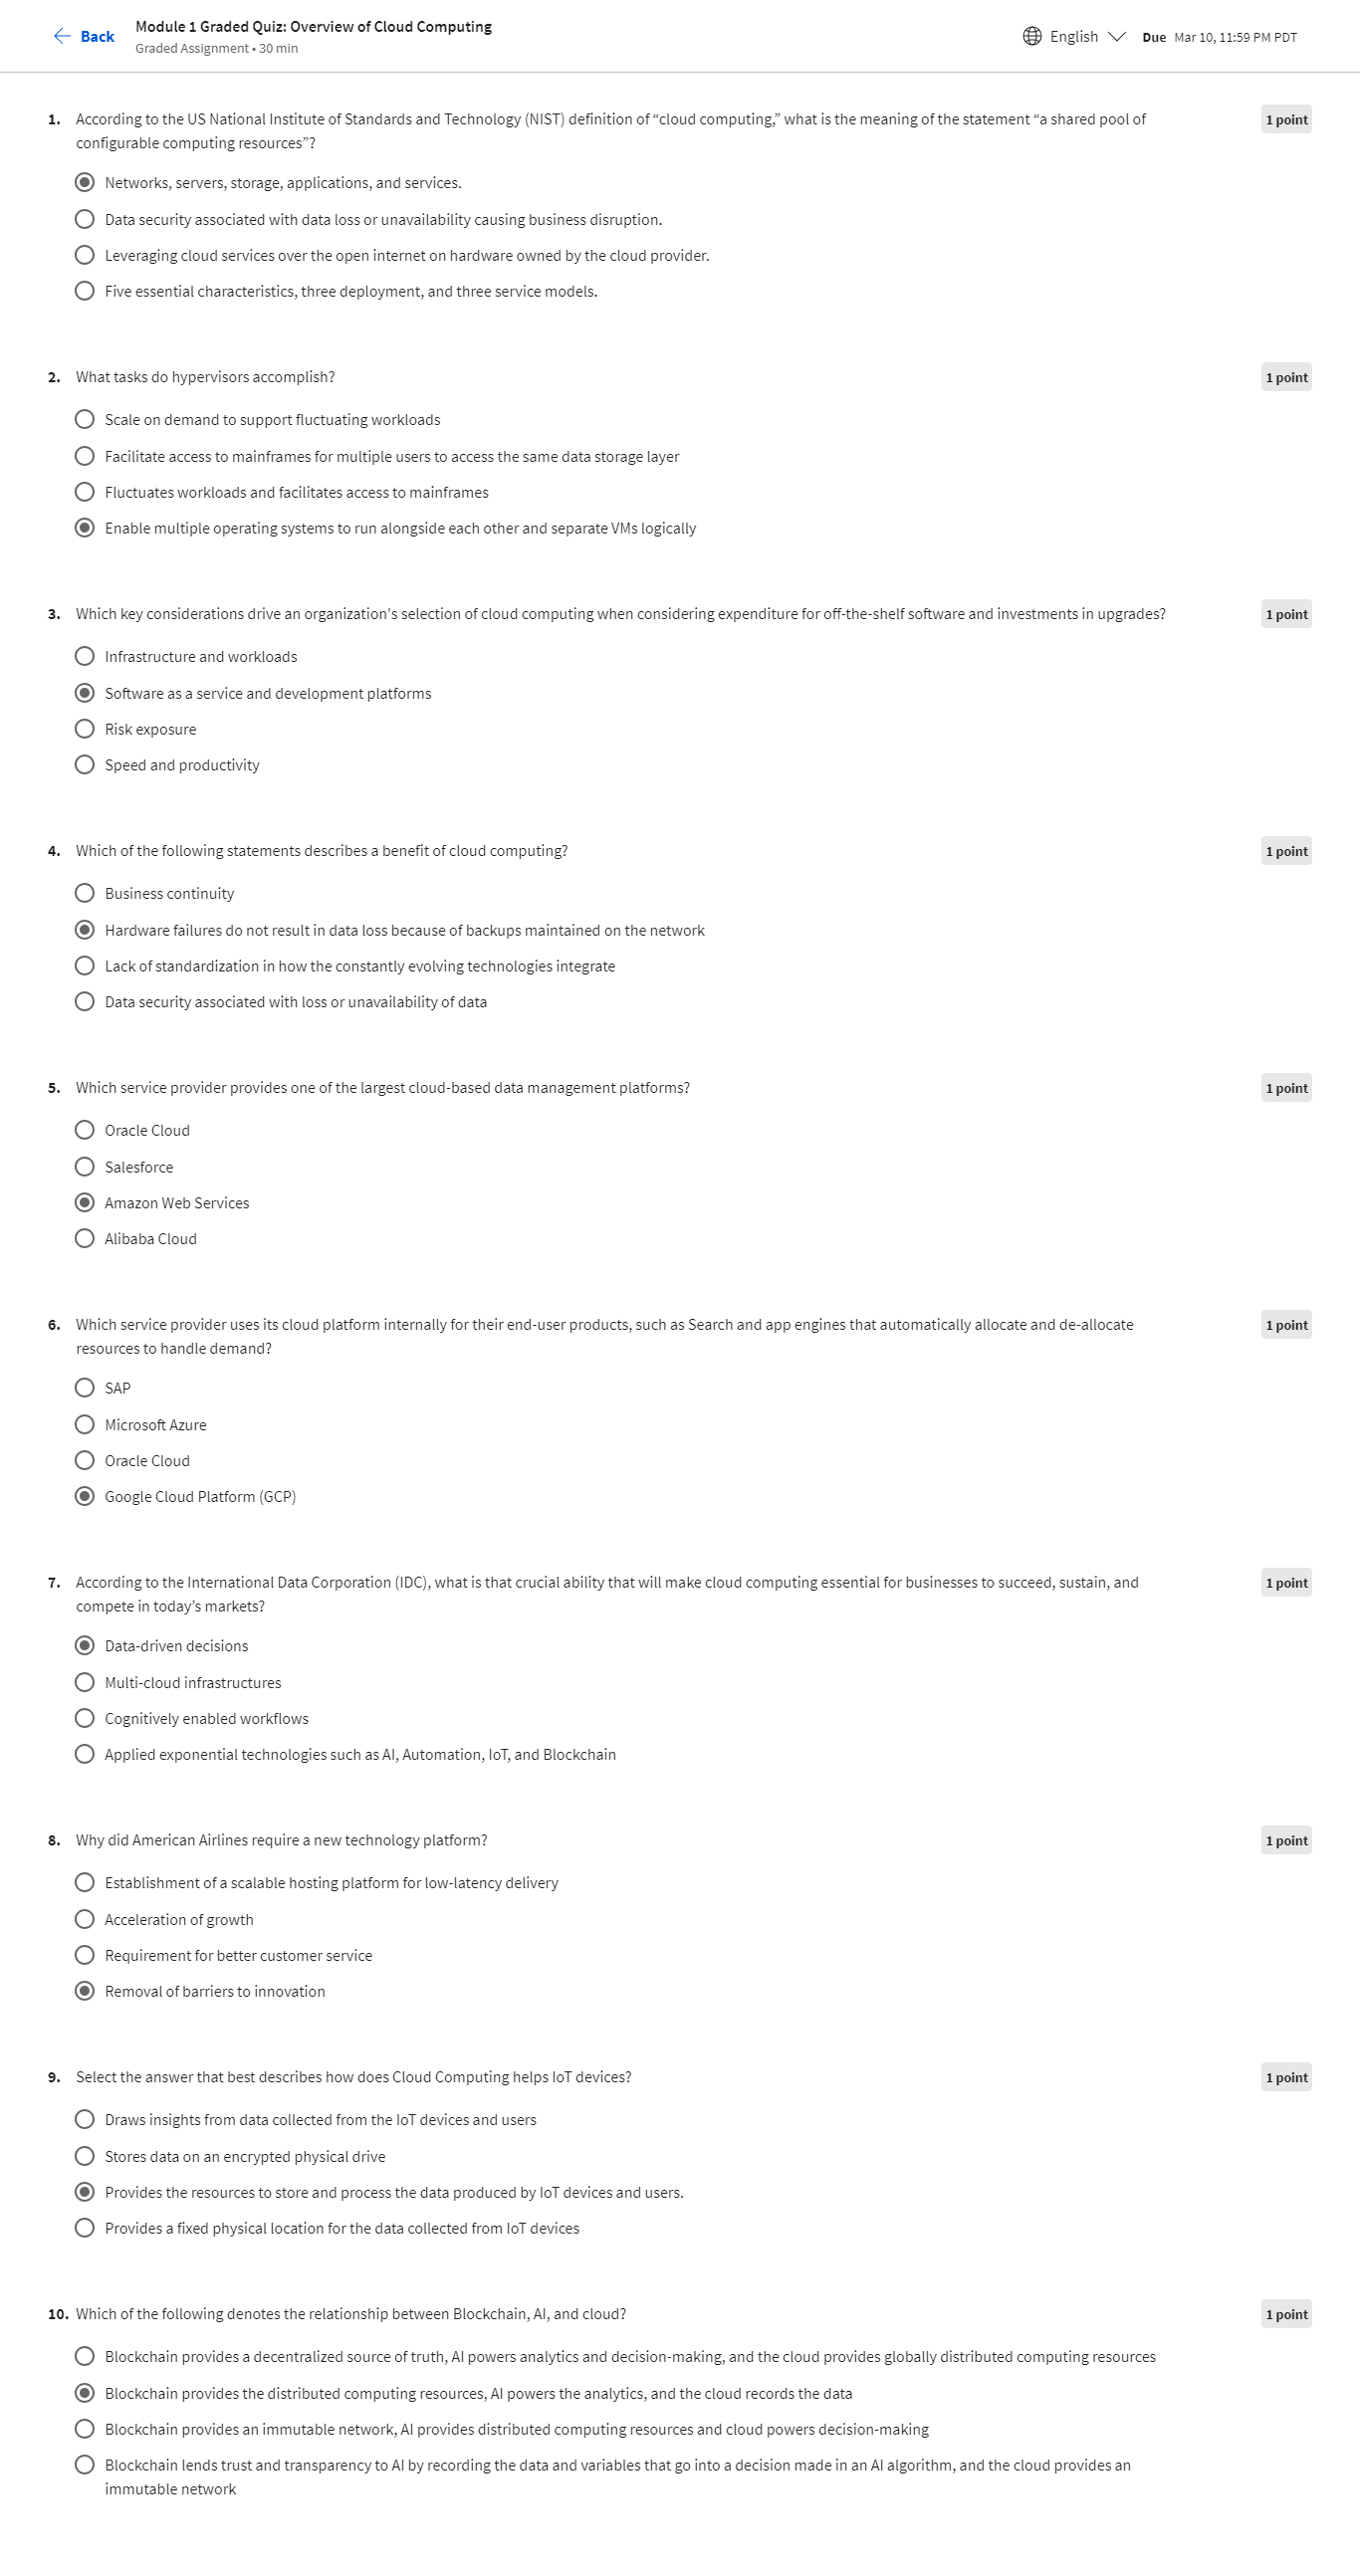 Back
Module 1 Graded Quiz: Overview of Cloud Computing
Graded Assignment • 30 min
English
Due Mar 10, 11:59 PM PDT
1. According to the US National Institute of Standards and Technology (NIST) definition of “cloud computing,” what is the meaning of the statement “a shared pool of
configurable computing resources”?
1 point
Networks, servers, storage, applications, and services.
Data security associated with data loss or unavailability causing business disruption.
Leveraging cloud services over the open internet on hardware owned by the cloud provider.
Five essential characteristics, three deployment, and three service models.
2. What tasks do hypervisors accomplish?
1 point
Scale on demand to support fluctuating workloads
Facilitate access to mainframes for multiple users to access the same data storage layer
Fluctuates workloads and facilitates access to mainframes
Enable multiple operating systems to run alongside each other and separate VMs logically
3. Which key considerations drive an organization's selection of cloud computing when considering expenditure for off-the-shelf software and investments in upgrades?
1 point
Infrastructure and workloads
Software as a service and development platforms
Risk exposure
Speed and productivity
4. Which of the following statements describes a benefit of cloud computing?
1 point
Business continuity
Hardware failures do not result in data loss because of backups maintained on the network
Lack of standardization in how the constantly evolving technologies integrate
Data security associated with loss or unavailability of data
5. Which service provider provides one of the largest cloud-based data management platforms?
1 point
Oracle Cloud
Salesforce
Amazon Web Services
Alibaba Cloud
6. Which service provider uses its cloud platform internally for their end-user products, such as Search and app engines that automatically allocate and de-allocate
resources to handle demand?
1 point
SAP
Microsoft Azure
Oracle Cloud
Google Cloud Platform (GCP)
7. According to the International Data Corporation (IDC), what is that crucial ability that will make cloud computing essential for businesses to succeed, sustain, and
compete in today’s markets?
1 point
Data-driven decisions
Multi-cloud infrastructures
Cognitively enabled workflows
Applied exponential technologies such as AI, Automation, IoT, and Blockchain
8. Why did American Airlines require a new technology platform?
1 point
Establishment of a scalable hosting platform for low-latency delivery
Acceleration of growth
Requirement for better customer service
Removal of barriers to innovation
9. Select the answer that best describes how does Cloud Computing helps IoT devices?
1 point
Draws insights from data collected from the IoT devices and users
Stores data on an encrypted physical drive
Provides the resources to store and process the data produced by IoT devices and users.
Provides a fixed physical location for the data collected from IoT devices
10. Which of the following denotes the relationship between Blockchain, AI, and cloud?
1 point
Blockchain provides a decentralized source of truth, AI powers analytics and decision-making, and the cloud provides globally distributed computing resources
Blockchain provides the distributed computing resources, AI powers the analytics, and the cloud records the data
Blockchain provides an immutable network, AI provides distributed computing resources and cloud powers decision-making
Blockchain lends trust and transparency to AI by recording the data and variables that go into a decision made in an AI algorithm, and the cloud provides an
immutable network